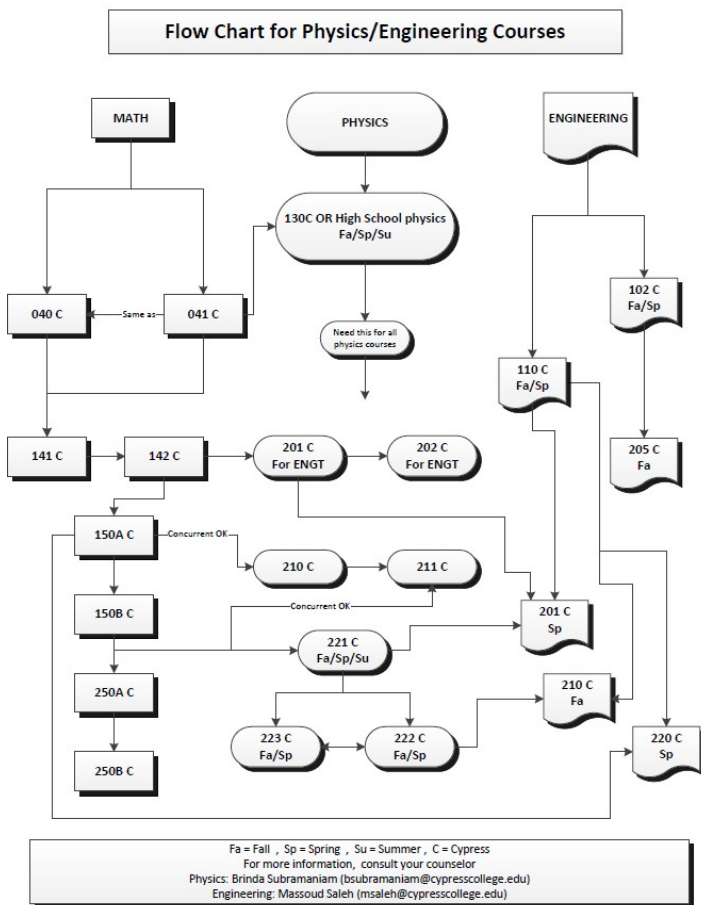 Flow Chart for Physics/Engineering Courses
MATH
PHYSICS
ENGINEERING
130C OR High School physics
Fa/Sp/Su
102 C
Fa/Sp
040 C
Same as
041 C
Need this for all
physics courses
110 C
Fa/Sp
141 C
142 C
201 C
For ENGT
202 C
For ENGT
205 C
Fa
150A C
Concurrent OK
210 C
211 C
150B C
Concurrent OK
201 C
Sp
221 C
Fa/Sp/Su
250A C
210 C
Fa
223 C
Fa/Sp
222 C
Fa/Sp
220 C
Sp
250B C
Fa = Fall , Sp = Spring , Su = Summer , C = Cypress
For more information, consult your counselor
Physics: Brinda Subramaniam (bsubramaniam@cypresscollege.edu)
Engineering: Massoud Saleh (msaleh@cypresscollege.edu)